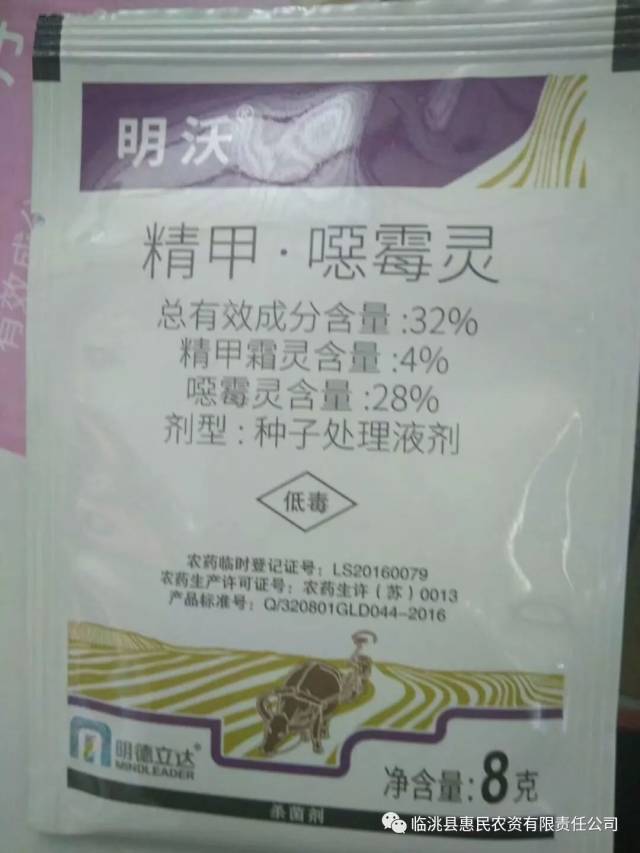 明沃®
精甲·噁霉灵
总有效成分含量:32%
精甲霜灵含量:4%
噁霉灵含量:28%
剂型:种子处理液剂
低毒
农药临时登记证号:LS20160079
农药生产许可证号:农药生许(苏)0013
产品标准号:Q/320801GLD044-2016
有效成分
明德立达®
MINDLEADER
净含量:8克
杀菌剂
临洮县惠民农资有限责任公司